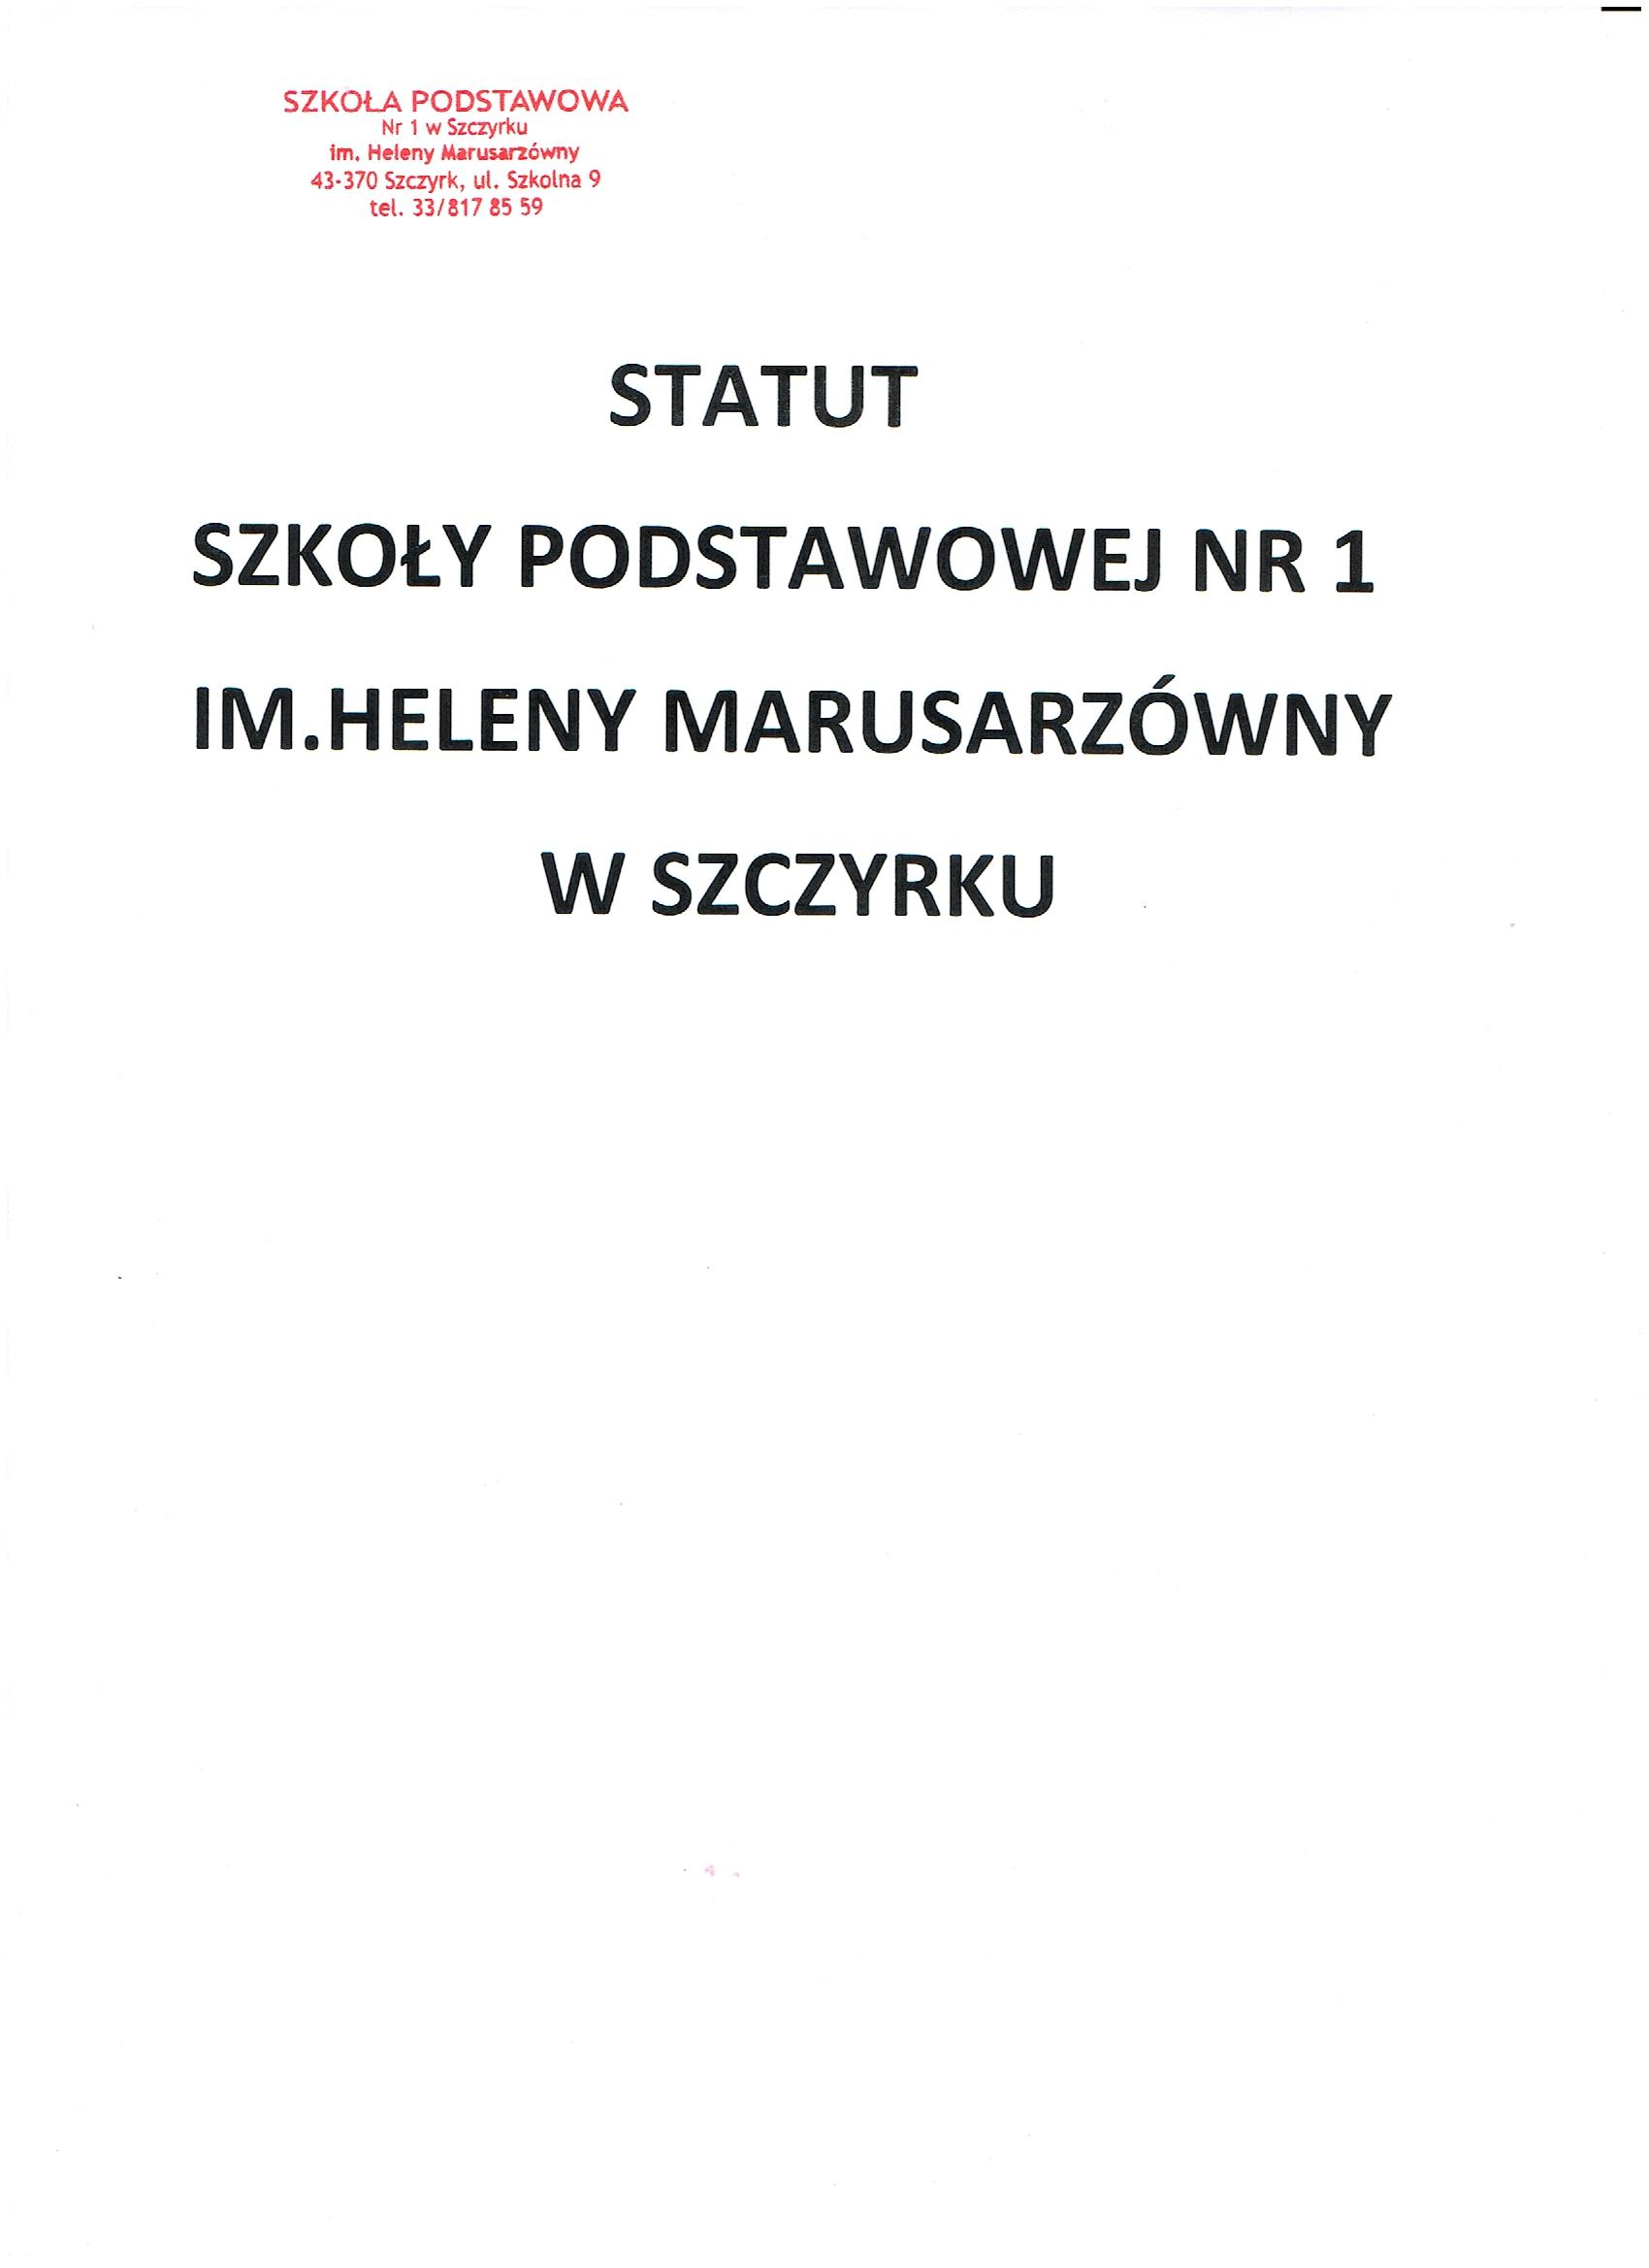 SZKOŁA PODSTAWOWA
Nr 1 w Szczyrku
im. Heleny Marusarzówny
43-370 Szczyrk, ul. Szkolna 9
tel. 33/817 85 59
STATUT
SZKOŁY PODSTAWOWEJ NR 1
IM.HELENY MARUSARZÓWNY
W SZCZYRKU